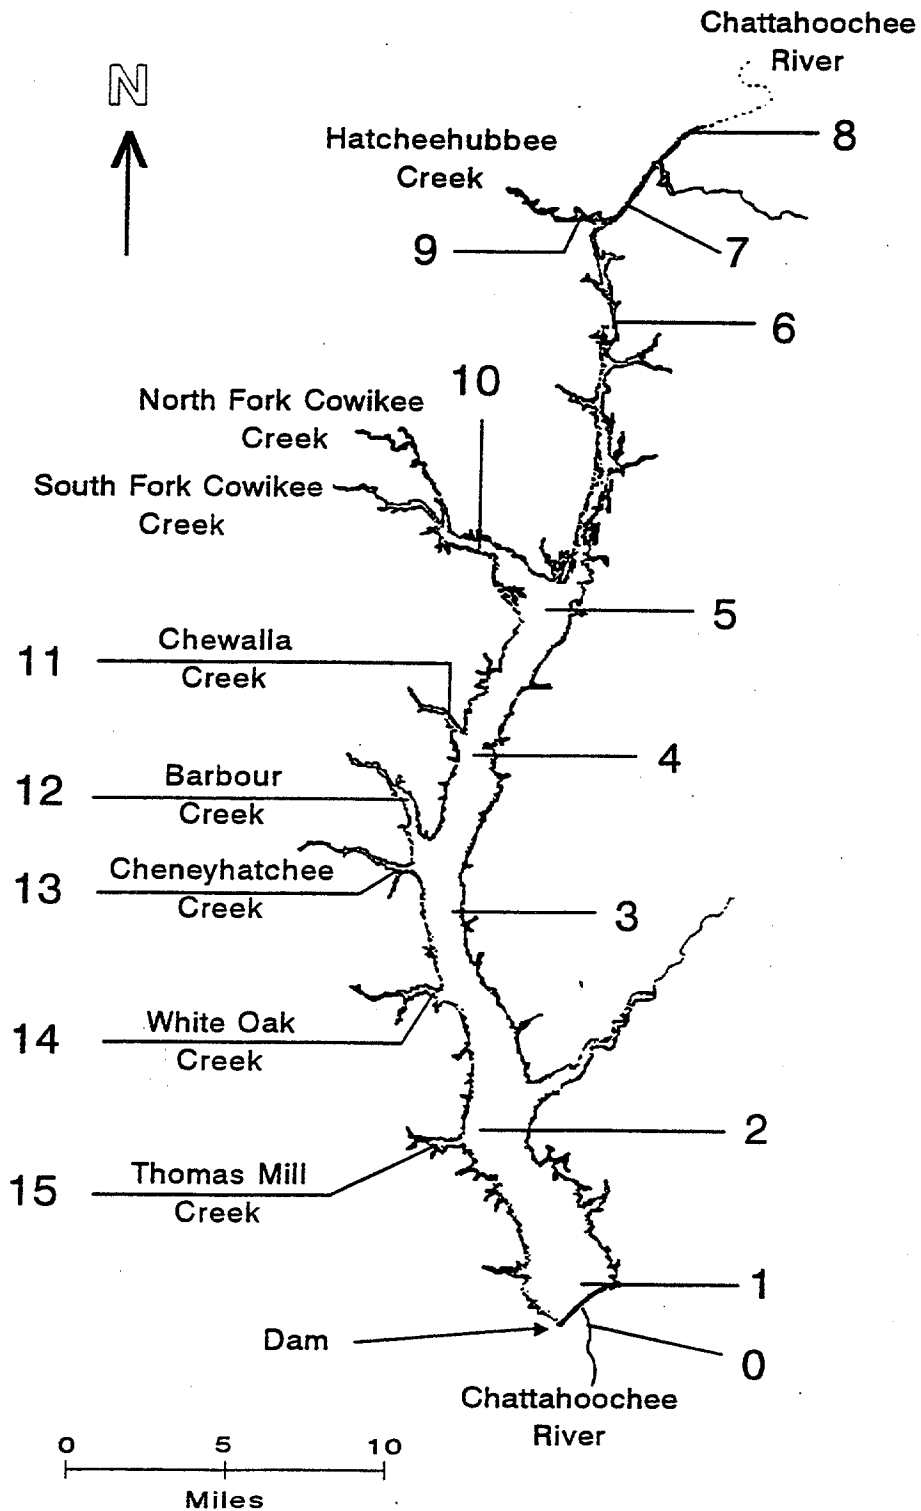 Chattahoochee
River
N
8
Hatcheehubbee
Creek
9
7
6
10
North Fork Cowikee
Creek
South Fork Cowikee
Creek
5
11
Chewalla
Creek
4
12
Barbour
Creek
13
Cheneyhatchee
Creek
3
14
White Oak
Creek
2
15
Thomas Mill
Creek
1
Dam
0
Chattahoochee
River
0 5 10
Miles